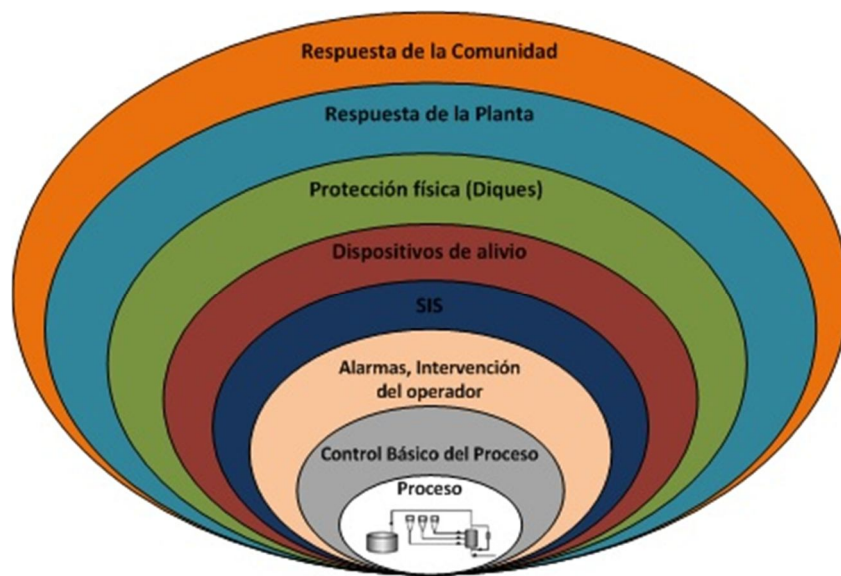 Respuesta de la Comunidad
Respuesta de la Planta
Protección física (Diques)
Dispositivos de alivio
SIS
Alarmas, Intervención
del operador
Control Básico del Proceso
Proceso